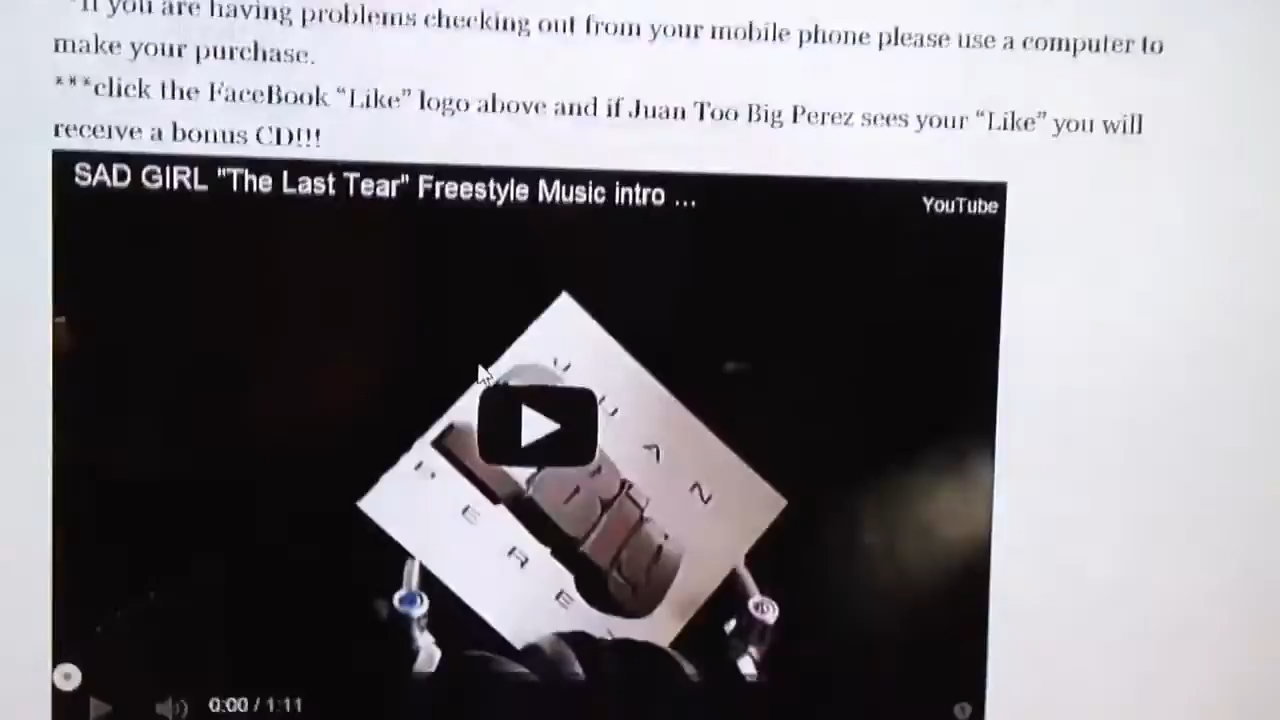 *If you are having problems checking out from your mobile phone please use a computer to
make your purchase.
***click the FaceBook “Like” logo above and if Juan Too Big Perez sees your “Like” you will
receive a bonus CD!!!
SAD GIRL "The Last Tear" Freestyle Music intro ...
YouTube
J U A N
P E R E
0:00 / 1:11